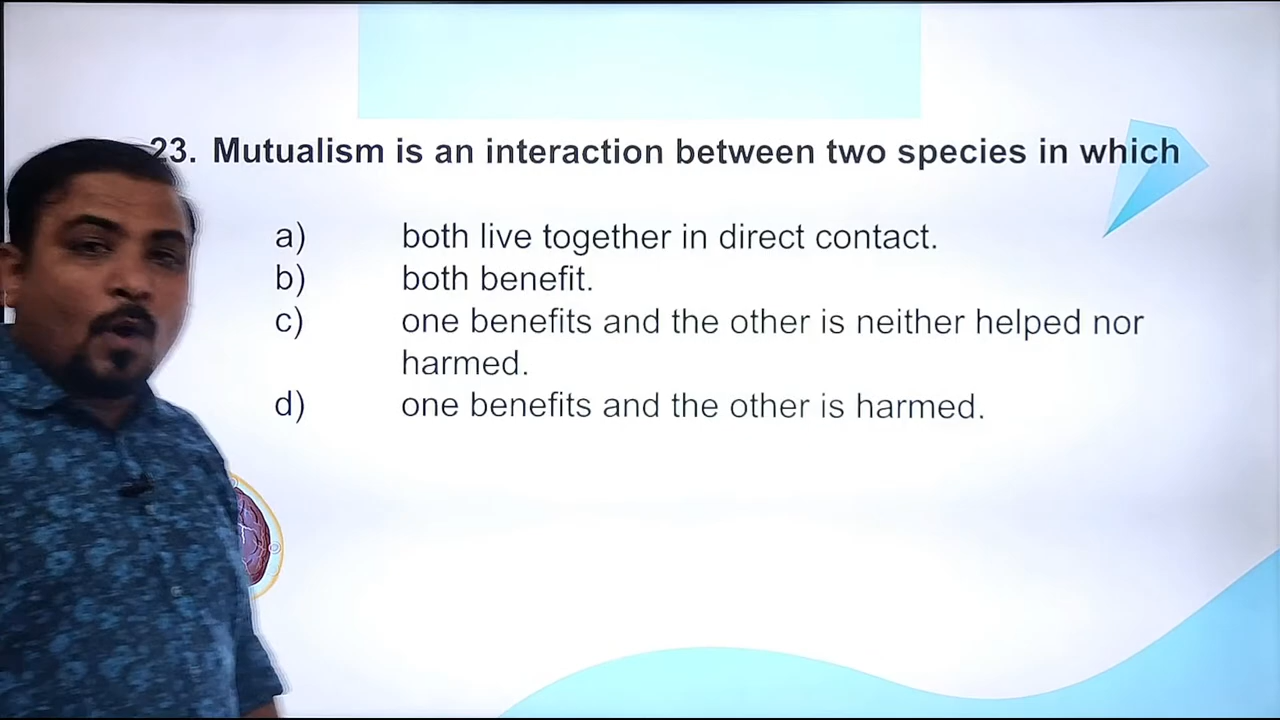 23. Mutualism is an interaction between two species in which
a) both live together in direct contact.
b) both benefit.
c) one benefits and the other is neither helped nor
harmed.
d) one benefits and the other is harmed.